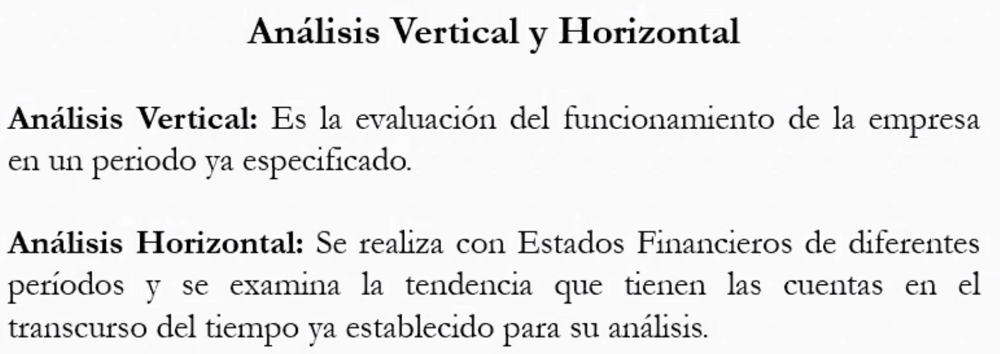 Análisis Vertical y Horizontal
Análisis Vertical: Es la evaluación del funcionamiento de la empresa
en un periodo ya especificado.
Análisis Horizontal: Se realiza con Estados Financieros de diferentes
períodos y se examina la tendencia que tienen las cuentas en el
transcurso del tiempo ya establecido para su análisis.